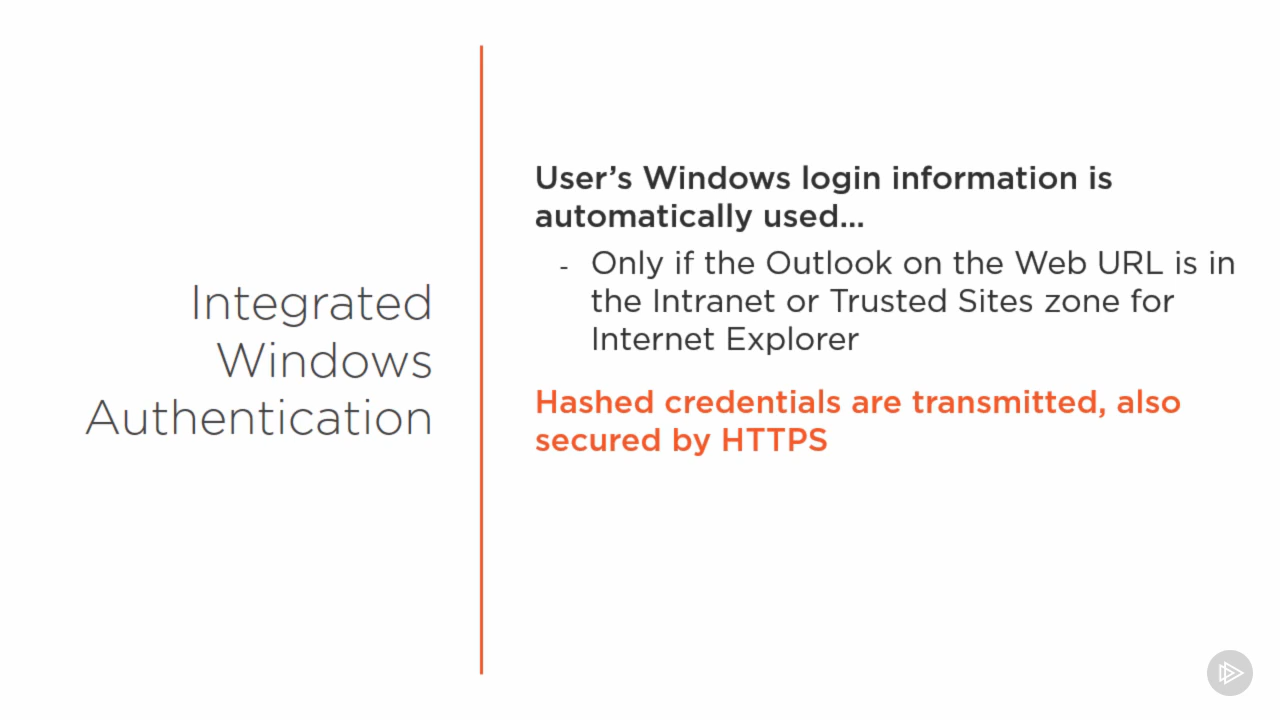 Integrated
Windows
Authentication
User’s Windows login information is
automatically used...
- Only if the Outlook on the Web URL is in
the Intranet or Trusted Sites zone for
Internet Explorer
Hashed credentials are transmitted, also
secured by HTTPS